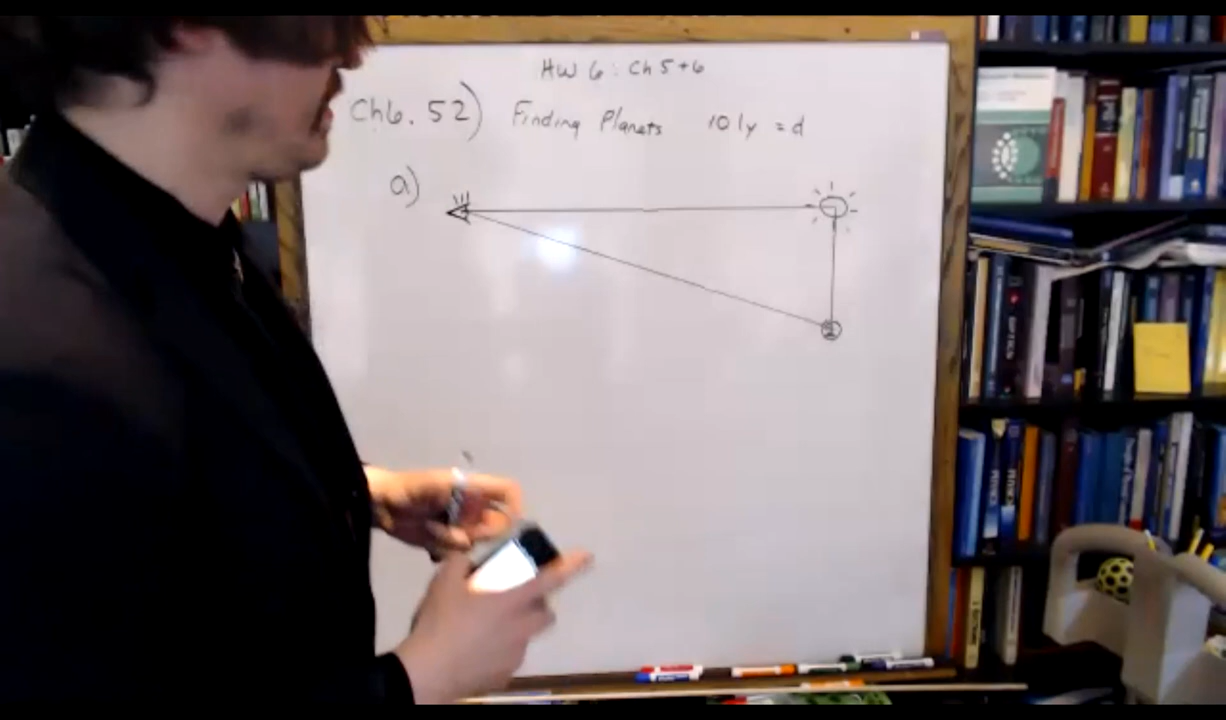 HW 6 : Ch 5+6
Ch6. 52) Finding Planets 10 ly = d
a)